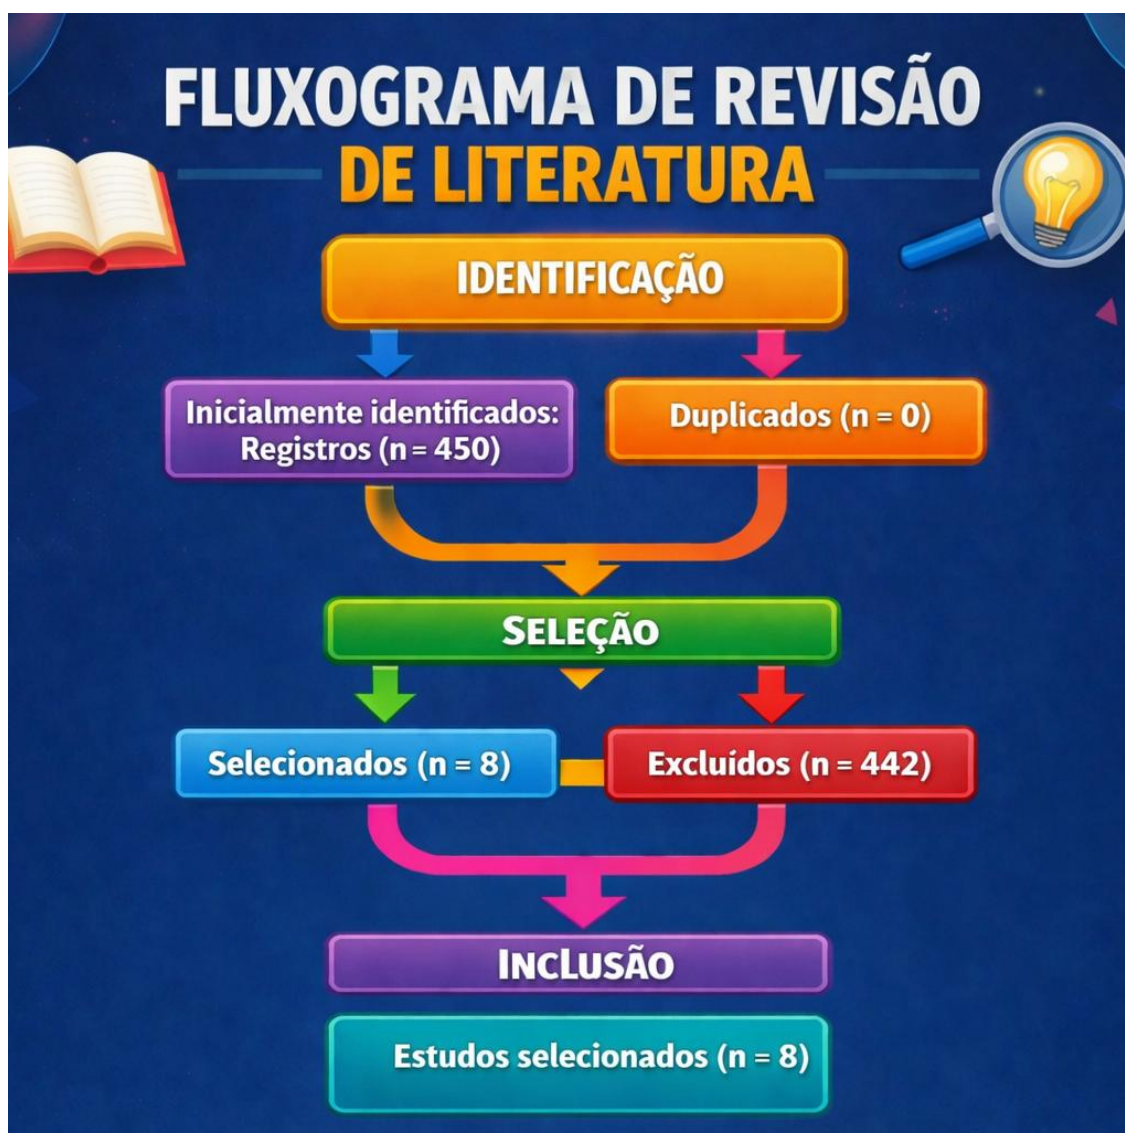 FLUXOGRAMA DE REVISÃO
DE LITERATURA
IDENTIFICAÇÃO
Inicialmente identificados:
Registros (n = 450)
Duplicados (n = 0)
SELEÇÃO
Selecionados (n = 8)
Excluídos (n = 442)
INCLUSÃO
Estudos selecionados (n = 8)